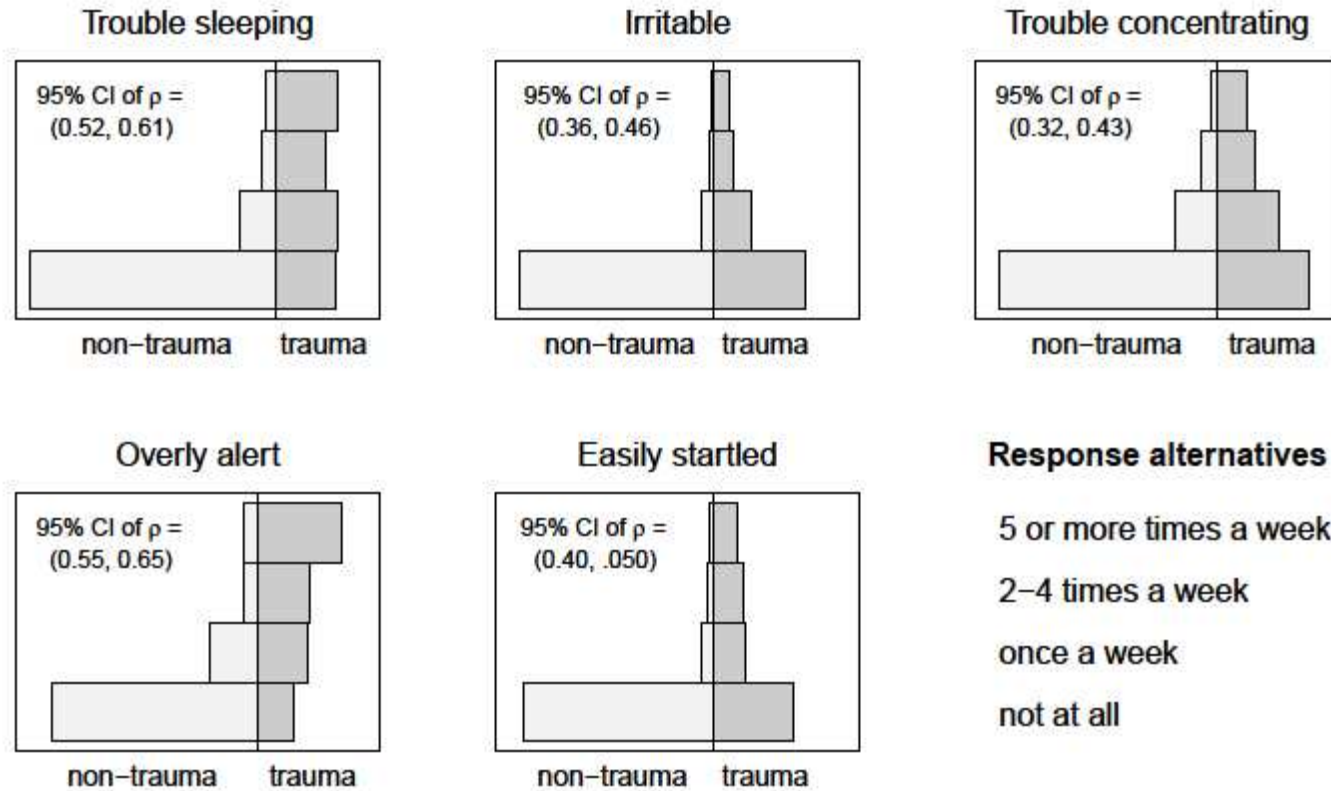 Trouble sleeping
95% CI of ρ =
(0.52, 0.61)
non−trauma trauma
Irritable
95% CI of ρ =
(0.36, 0.46)
non−trauma trauma
Trouble concentrating
95% CI of ρ =
(0.32, 0.43)
non−trauma trauma
Overly alert
95% CI of ρ =
(0.55, 0.65)
non−trauma trauma
Easily startled
95% CI of ρ =
(0.40, .050)
non−trauma trauma
Response alternatives
5 or more times a week
2−4 times a week
once a week
not at all